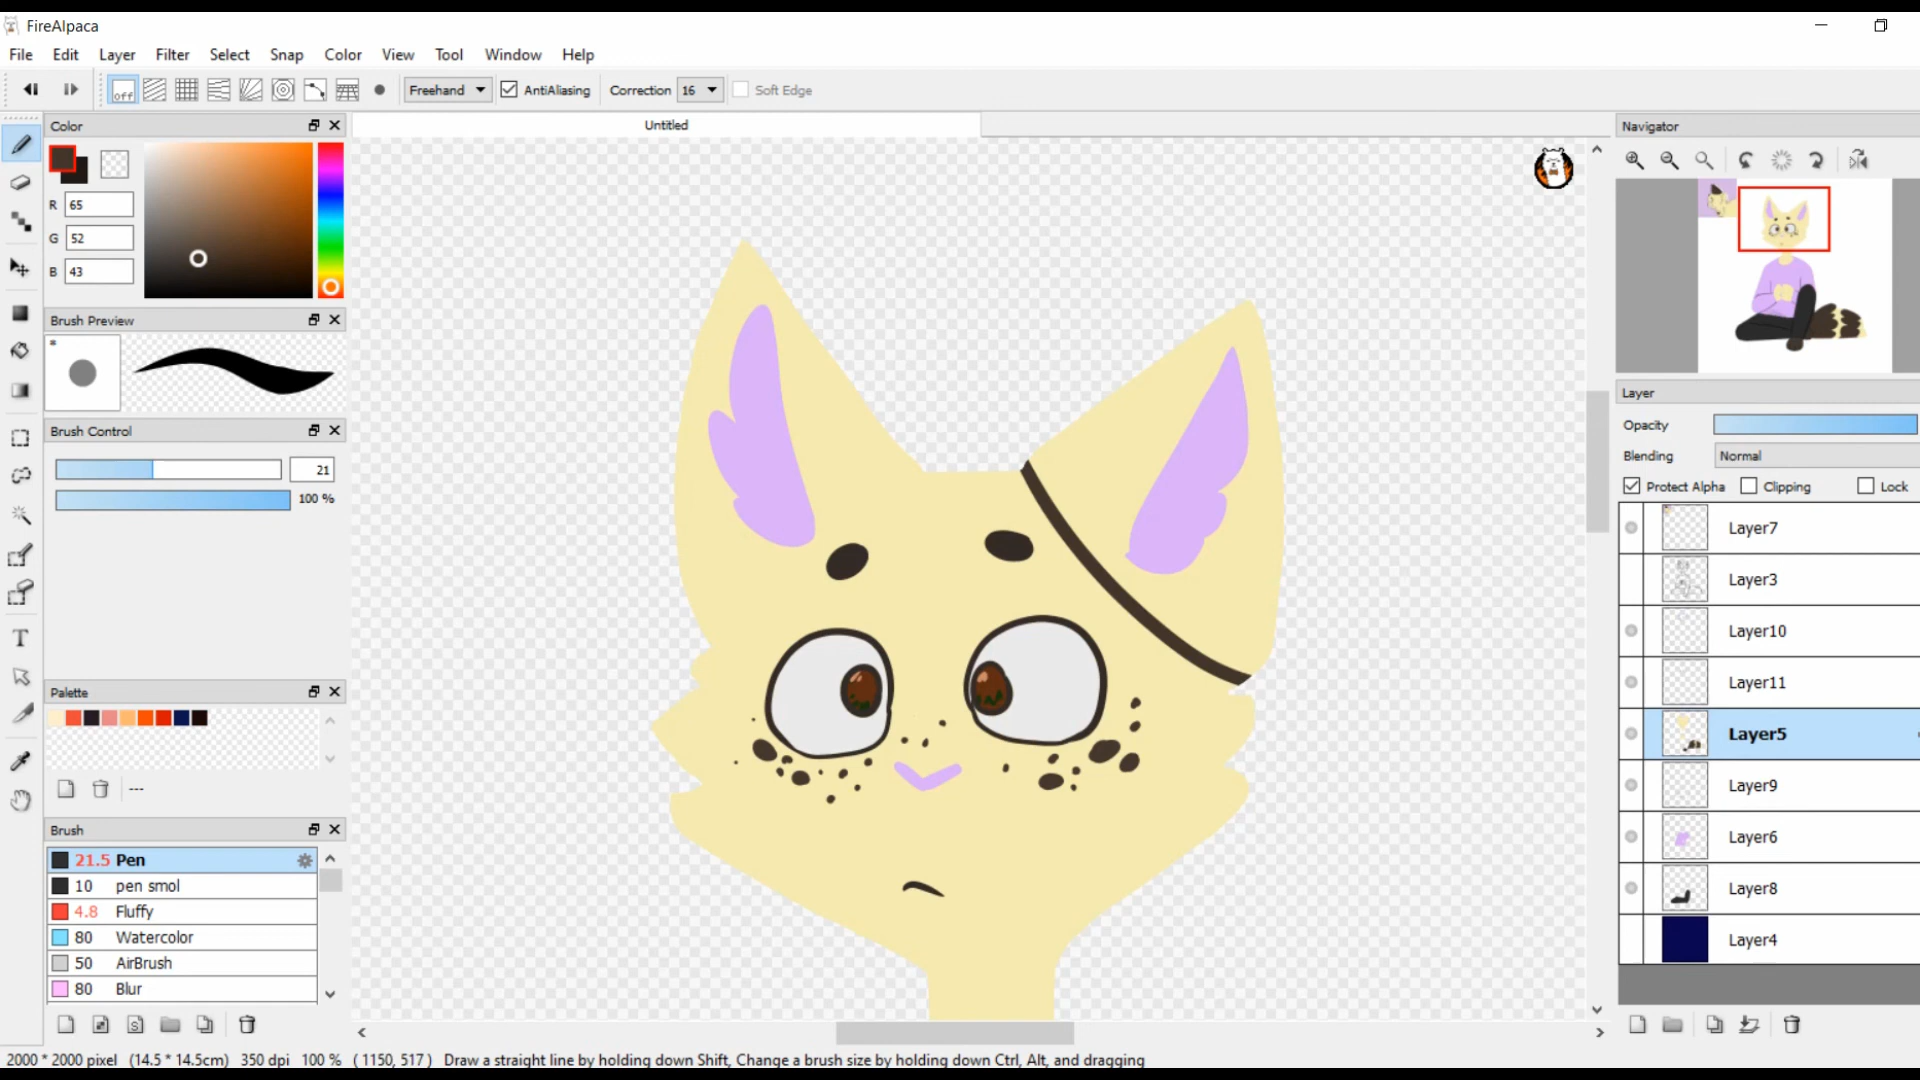 FireAlpaca
File Edit Layer Filter Select Snap Color View Tool Window Help
off Freehand AntiAliasing Correction 16 Soft Edge
Color
Untitled
Navigator
R 65
G 52
B 43
Brush Preview
*
Brush Control
21
100 %
Palette
---
Brush
21.5 Pen
10 pen smol
4.8 Fluffy
80 Watercolor
50 AirBrush
80 Blur
T
S
Layer
Opacity
Blending Normal
Protect Alpha Clipping Lock
Layer7
Layer3
Layer10
Layer11
Layer5
Layer9
Layer6
Layer8
Layer4
2000 * 2000 pixel (14.5 * 14.5cm) 350 dpi 100 % ( 1150, 517 ) Draw a straight line by holding down Shift, Change a brush size by holding down Ctrl, Alt, and dragging